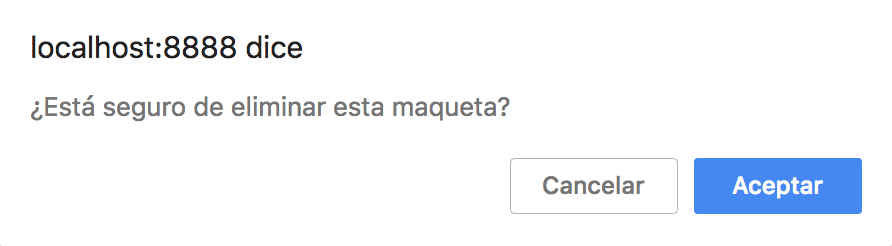 localhost:8888 dice
¿Está seguro de eliminar esta maqueta?
Cancelar
Aceptar